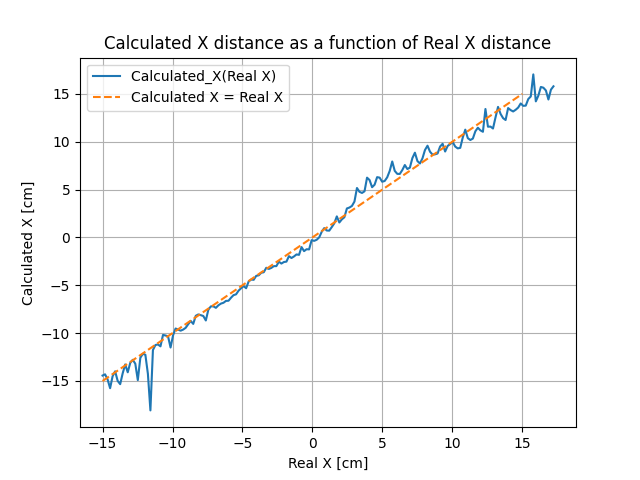 Calculated X distance as a function of Real X distance
Calculated_X(Real X)
Calculated X = Real X
Calculated X [cm]
15
10
5
0
−5
−10
−15
−15
−10
−5
0
5
10
15
Real X [cm]